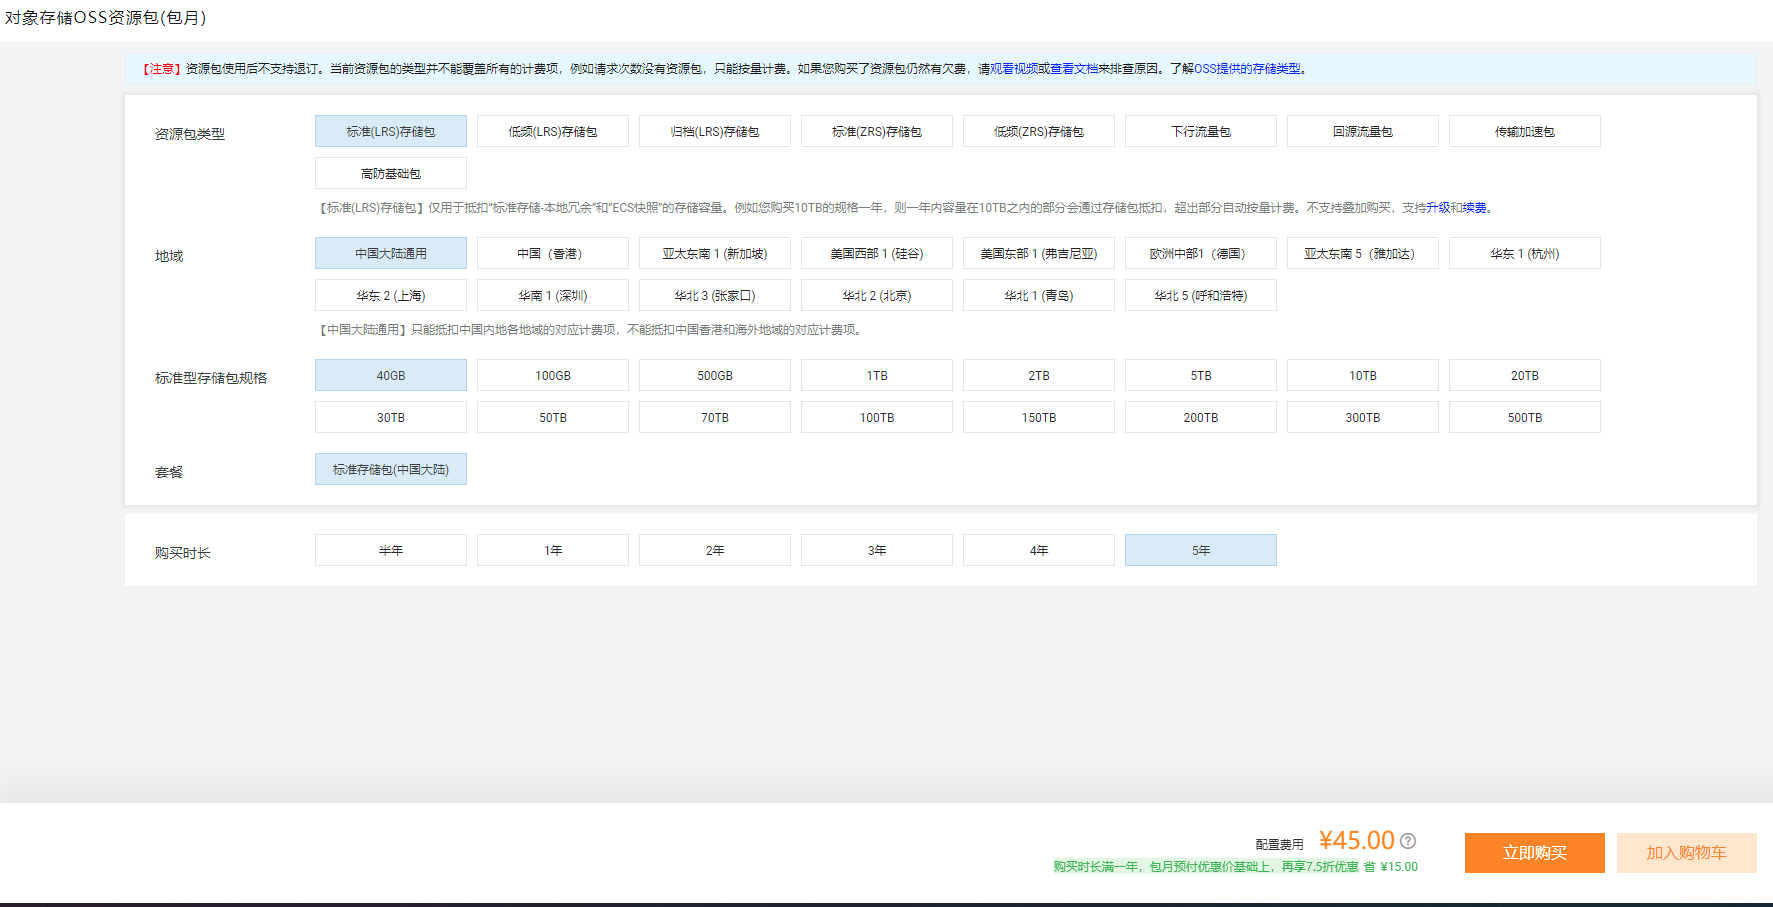 对象存储OSS资源包(包月)
【注意】资源包使用后不支持退订。当前资源包的类型并不能覆盖所有的计费项，例如请求次数没有资源包，只能按量计费。如果您购买了资源包仍然有欠费，请观看视频或查看文档来排查原因。了解OSS提供的存储类型。
资源包类型
标准(LRS)存储包 低频(LRS)存储包 归档(LRS)存储包 标准(ZRS)存储包 低频(ZRS)存储包 下行流量包 回源流量包 传输加速包
高防基础包
【标准(LRS)存储包】仅用于抵扣“标准存储-本地冗余”和“ECS快照”的存储容量。例如您购买10TB的规格一年，则一年内容量在10TB之内的部分会通过存储包抵扣，超出部分自动按量计费。不支持叠加购买，支持升级和续费。
地域
中国大陆通用 中国（香港） 亚太东南 1 (新加坡) 美国西部 1 (硅谷) 美国东部 1 (弗吉尼亚) 欧洲中部1（德国） 亚太东南 5（雅加达） 华东 1 (杭州)
华东 2 (上海) 华南 1 (深圳) 华北 3 (张家口) 华北 2 (北京) 华北 1 (青岛) 华北 5 (呼和浩特)
【中国大陆通用】只能抵扣中国内地各地域的对应计费项，不能抵扣中国香港和海外地域的对应计费项。
标准型存储包规格
40GB 100GB 500GB 1TB 2TB 5TB 10TB 20TB
30TB 50TB 70TB 100TB 150TB 200TB 300TB 500TB
套餐
标准存储包(中国大陆)
购买时长
半年 1年 2年 3年 4年 5年
配置费用 ¥45.00 ?
购买时长满一年，包月预付优惠价基础上，再享7.5折优惠 省 ¥15.00
立即购买
加入购物车